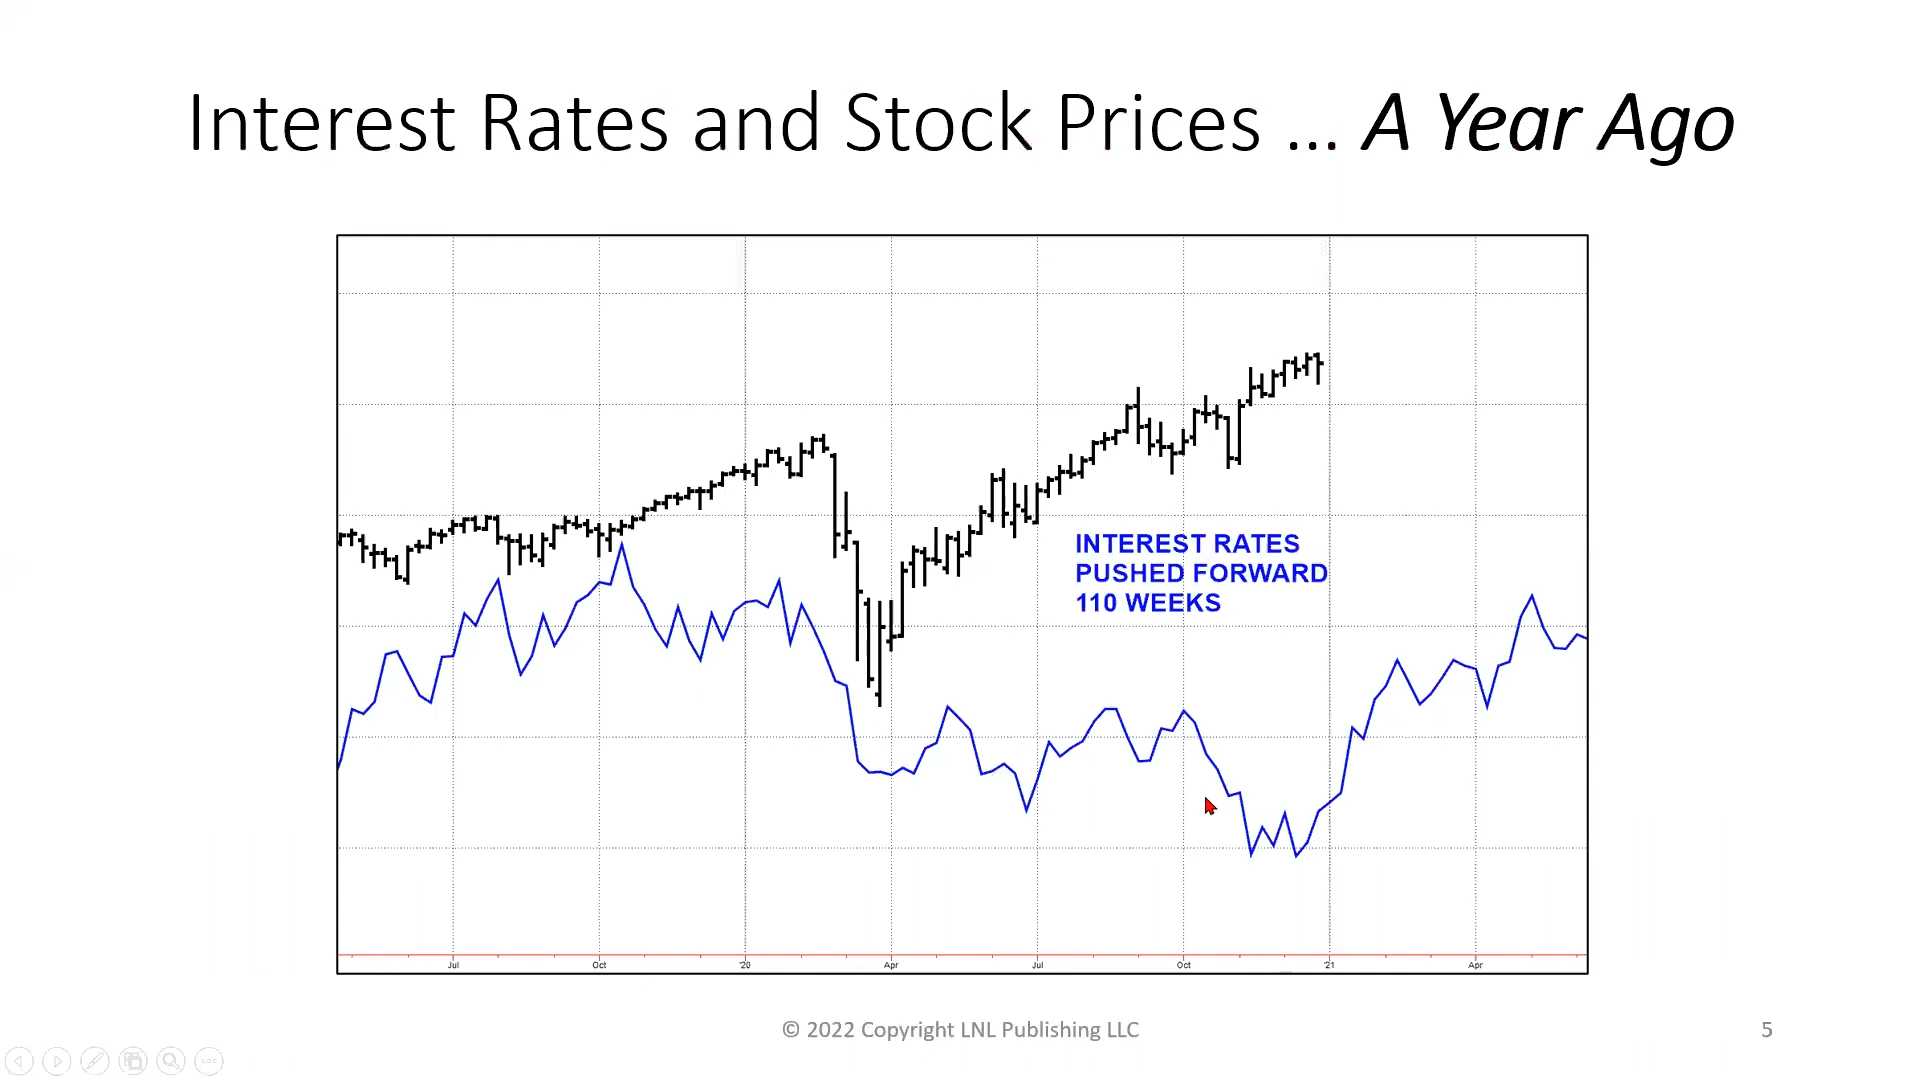 Interest Rates and Stock Prices ... A Year Ago
INTEREST RATES
PUSHED FORWARD
110 WEEKS
Jul Oct '20 Apr Jul Oct '21 Apr
© 2022 Copyright LNL Publishing LLC
5